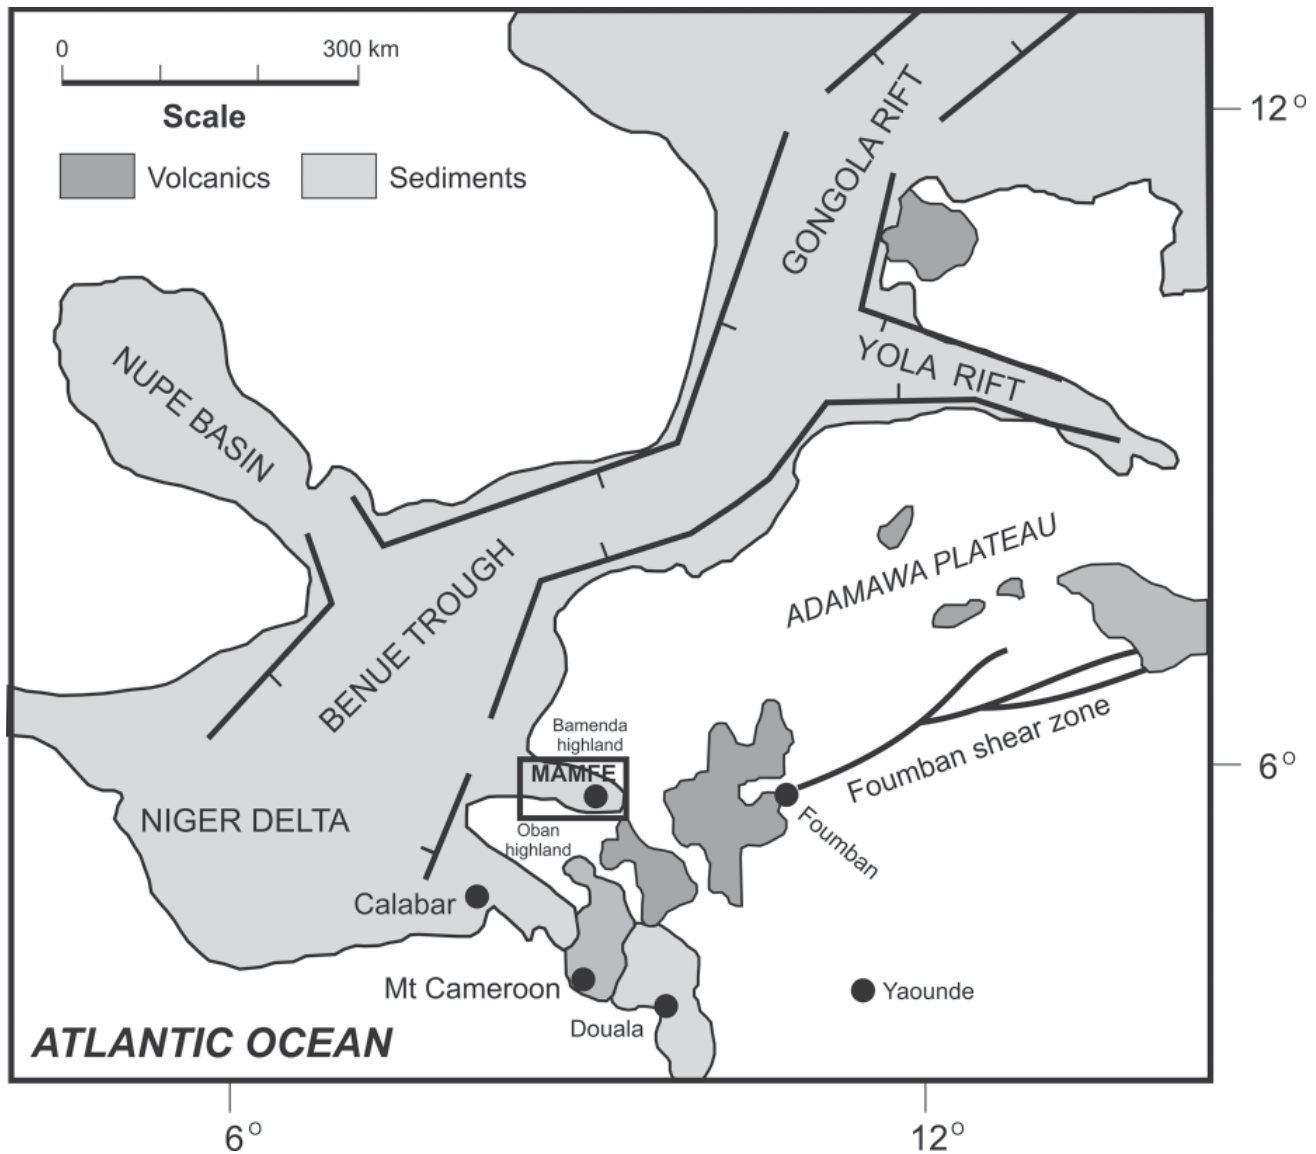 0 300 km
Scale
Volcanics Sediments
12°
GONGOLA RIFT
YOLA RIFT
NUPE BASIN
ADAMAWA PLATEAU
BENUE TROUGH
Bamenda
highland
MAMFE
6°
Foumban shear zone
NIGER DELTA
Oban
highland
Foumban
Calabar
Mt Cameroon
Yaounde
Douala
ATLANTIC OCEAN
6° 12°